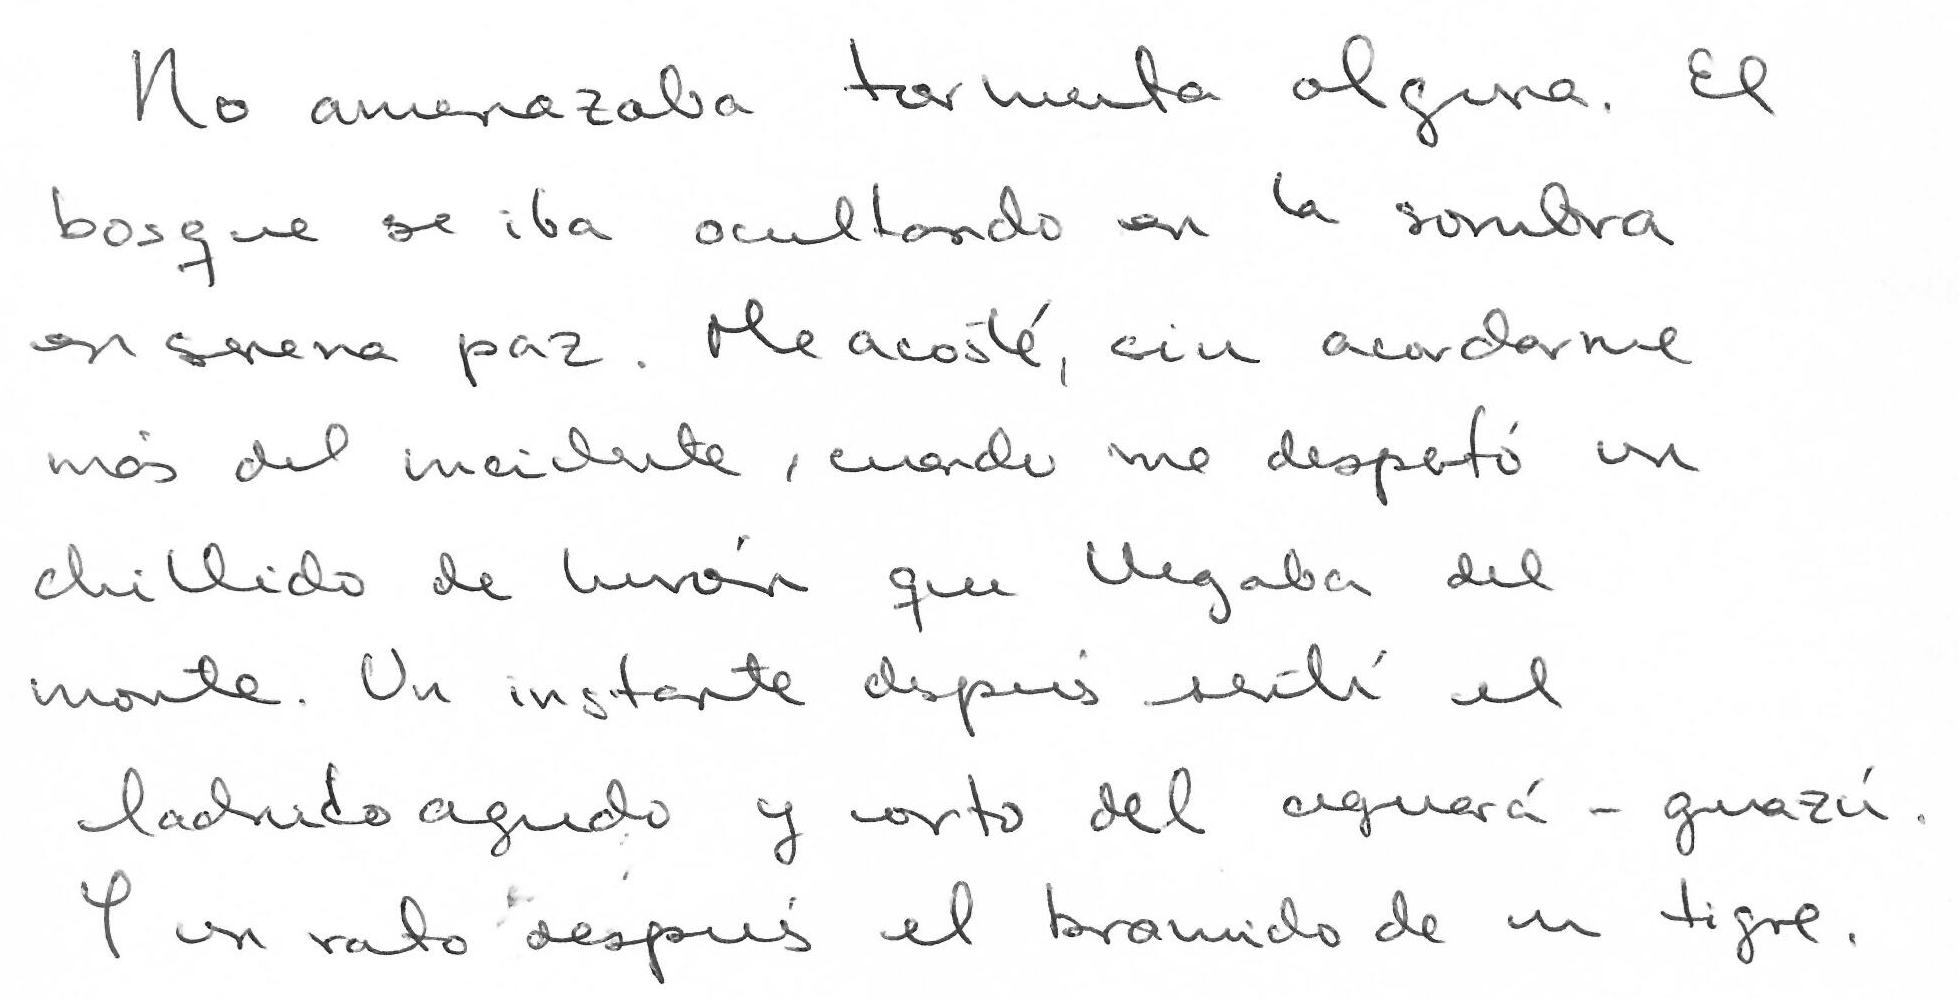 No amenazaba tormenta alguna. El
bosque se iba ocultando en la sombra
en serena paz. Me acosté, sin acordarme
más del incidente, cuando me despertó un
chillido de hurón que llegaba del
monte. Un instante después sentí el
ladrido agudo y corto del aguará-guazú.
Y un rato después el bramido de un tigre.